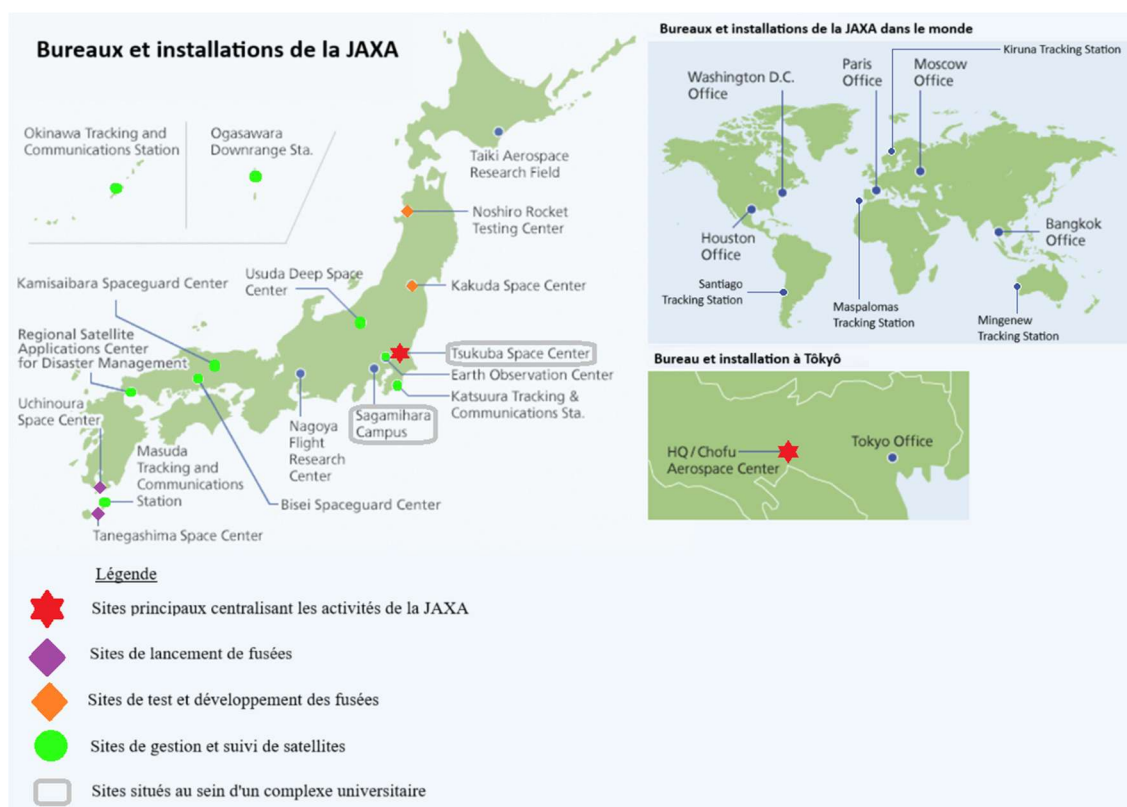 Bureaux et installations de la JAXA
Okinawa Tracking and
Communications Station
Ogasawara
Downrange Sta.
Taiki Aerospace
Research Field
Noshiro Rocket
Testing Center
Usuda Deep Space
Center
Kamisaibara Spaceguard Center
Kakuda Space Center
Regional Satellite
Applications Center
for Disaster Management
Tsukuba Space Center
Earth Observation Center
Uchinoura
Space Center
Katsuura Tracking &
Communications Sta.
Sagamihara
Campus
Nagoya
Flight
Research
Center
Masuda
Tracking and
Communications
Station
Bisei Spaceguard Center
Tanegashima Space Center
Bureaux et installations de la JAXA dans le monde
Kiruna Tracking Station
Washington D.C.
Office
Paris
Office
Moscow
Office
Houston
Office
Bangkok
Office
Santiago
Tracking Station
Maspalomas
Tracking Station
Mingenew
Tracking Station
Bureau et installation à Tôkyô
HQ / Chofu
Aerospace Center
Tokyo Office
Légende
Sites principaux centralisant les activités de la JAXA
Sites de lancement de fusées
Sites de test et développement des fusées
Sites de gestion et suivi de satellites
Sites situés au sein d'un complexe universitaire